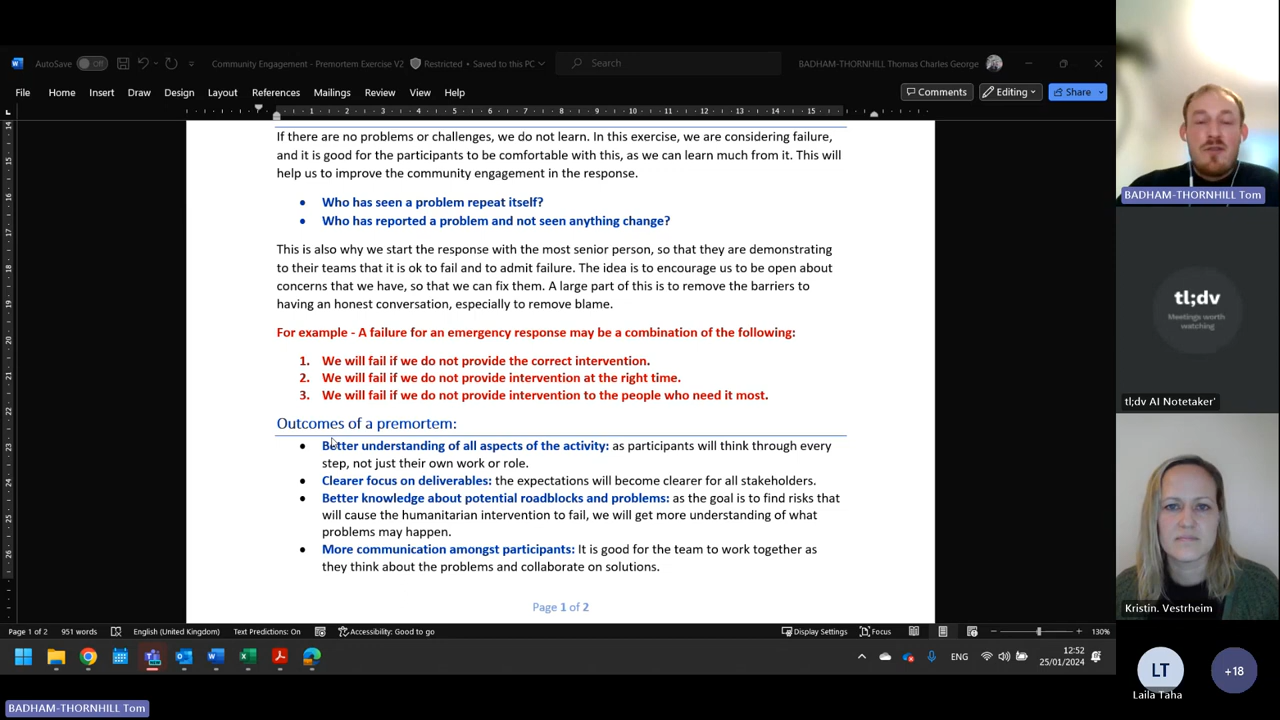 AutoSave Off
Community Engagement - Premortem Exercise V2
Restricted • Saved to this PC
Search
BADHAM-THORNHILL Thomas Charles George
File Home Insert Draw Design Layout References Mailings Review View Help
Comments Editing Share
If there are no problems or challenges, we do not learn. In this exercise, we are considering failure,
and it is good for the participants to be comfortable with this, as we can learn much from it. This will
help us to improve the community engagement in the response.
• Who has seen a problem repeat itself?
• Who has reported a problem and not seen anything change?
This is also why we start the response with the most senior person, so that they are demonstrating
to their teams that it is ok to fail and to admit failure. The idea is to encourage us to be open about
concerns that we have, so that we can fix them. A large part of this is to remove the barriers to
having an honest conversation, especially to remove blame.
For example - A failure for an emergency response may be a combination of the following:
1. We will fail if we do not provide the correct intervention.
2. We will fail if we do not provide intervention at the right time.
3. We will fail if we do not provide intervention to the people who need it most.
Outcomes of a premortem:
• Better understanding of all aspects of the activity: as participants will think through every
step, not just their own work or role.
• Clearer focus on deliverables: the expectations will become clearer for all stakeholders.
• Better knowledge about potential roadblocks and problems: as the goal is to find risks that
will cause the humanitarian intervention to fail, we will get more understanding of what
problems may happen.
• More communication amongst participants: It is good for the team to work together as
they think about the problems and collaborate on solutions.
Page 1 of 2
Page 1 of 2 951 words English (United Kingdom) Text Predictions: On Accessibility: Good to go Display Settings Focus 130%
ENG
12:52
25/01/2024
BADHAM-THORNHILL Tom
BADHAM-THORNHILL Tom
tl;dv
Meetings worth
watching
tl;dv AI Notetaker'
Kristin. Vestrheim
LT
Laila Taha
+18